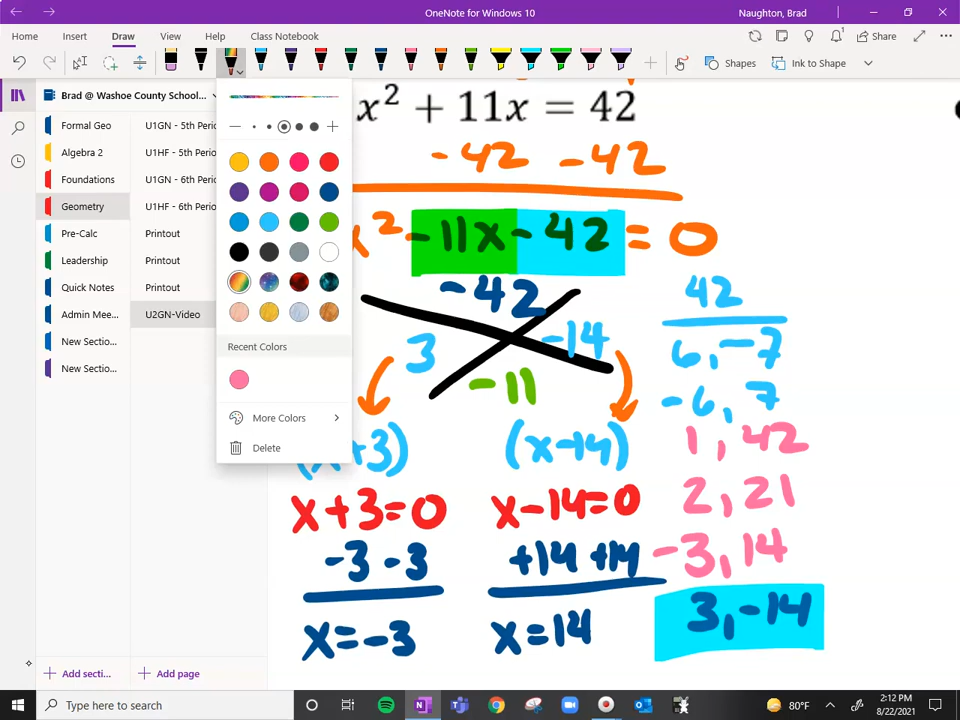 OneNote for Windows 10
Naughton, Brad
Home Insert Draw View Help Class Notebook
Share
Shapes Ink to Shape
Brad @ Washoe County School...
Formal Geo
Algebra 2
Foundations
Geometry
Pre-Calc
Leadership
Quick Notes
Admin Mee...
New Sectio...
New Sectio...
Add secti...
U1GN - 5th Peri
U1HF - 5th Perio
U1GN - 6th Peri
U1HF - 6th Perio
Printout
Printout
Printout
U2GN-Video
Add page
Recent Colors
More Colors
Delete
x² + 11x = 42
-42 -42
x² -11x - 42 = 0
-42
3 -14
-11
+3) (x-14)
x+3=0 x-14=0
-3 -3 +14 +14
x=-3 x=14
42
6, -7
-6, 7
1, 42
2, 21
-3, 14
3, -14
Type here to search
80°F
2:12 PM
8/22/2021